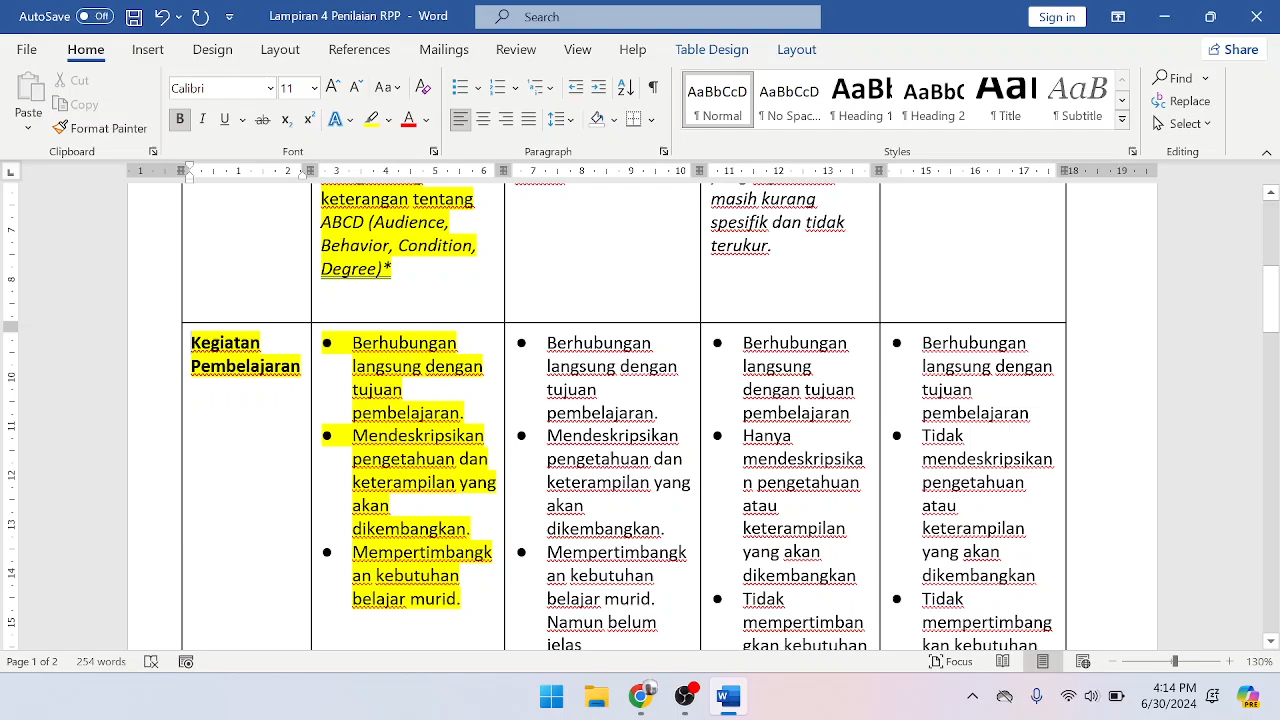 AutoSave Off Lampiran 4 Penilaian RPP - Word Search Sign in
File Home Insert Design Layout References Mailings Review View Help Table Design Layout Share
Paste Cut Copy Format Painter Clipboard
Calibri 11 Font
Paragraph
AaBbCcD Normal AaBbCcD No Spac... AaBb Heading 1 AaBbC Heading 2 AaI Title AaB Subtitle Styles
Find Replace Select Editing
keterangan tentang
ABCD (Audience,
Behavior, Condition,
Degree)*
masih kurang
spesifik dan tidak
terukur.
Kegiatan
Pembelajaran
● Berhubungan
langsung dengan
tujuan
pembelajaran.
● Mendeskripsikan
pengetahuan dan
keterampilan yang
akan
dikembangkan.
● Mempertimbangk
an kebutuhan
belajar murid.
● Berhubungan
langsung dengan
tujuan
pembelajaran.
● Mendeskripsikan
pengetahuan dan
keterampilan yang
akan
dikembangkan.
● Mempertimbangk
an kebutuhan
belajar murid.
Namun belum
jelas
● Berhubungan
langsung
dengan tujuan
pembelajaran
● Hanya
mendeskripsika
n pengetahuan
atau
keterampilan
yang akan
dikembangkan
● Tidak
mempertimban
gkan kebutuhan
● Berhubungan
langsung dengan
tujuan
pembelajaran
● Tidak
mendeskripsikan
pengetahuan
atau
keterampilan
yang akan
dikembangkan
● Tidak
mempertimbang
kan kebutuhan
Page 1 of 2 254 words Focus 130%
4:14 PM
6/30/2024
PRE